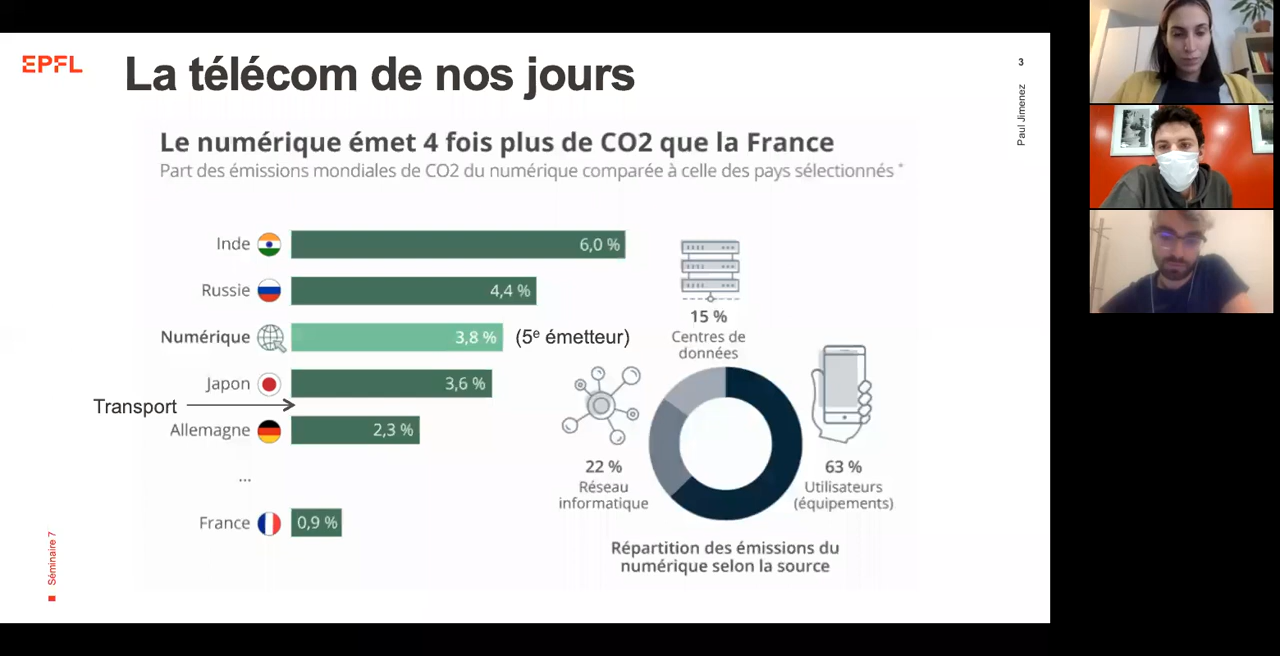 EPFL
La télécom de nos jours
3
Paul Jimenez
Le numérique émet 4 fois plus de CO2 que la France
Part des émissions mondiales de CO2 du numérique comparée à celle des pays sélectionnés *
Inde 6,0 %
Russie 4,4 %
Numérique 3,8 % (5e émetteur)
Japon 3,6 %
Transport
Allemagne 2,3 %
...
France 0,9 %
15 %
Centres de
données
22 %
Réseau
informatique
63 %
Utilisateurs
(équipements)
Répartition des émissions du
numérique selon la source
Séminaire 7